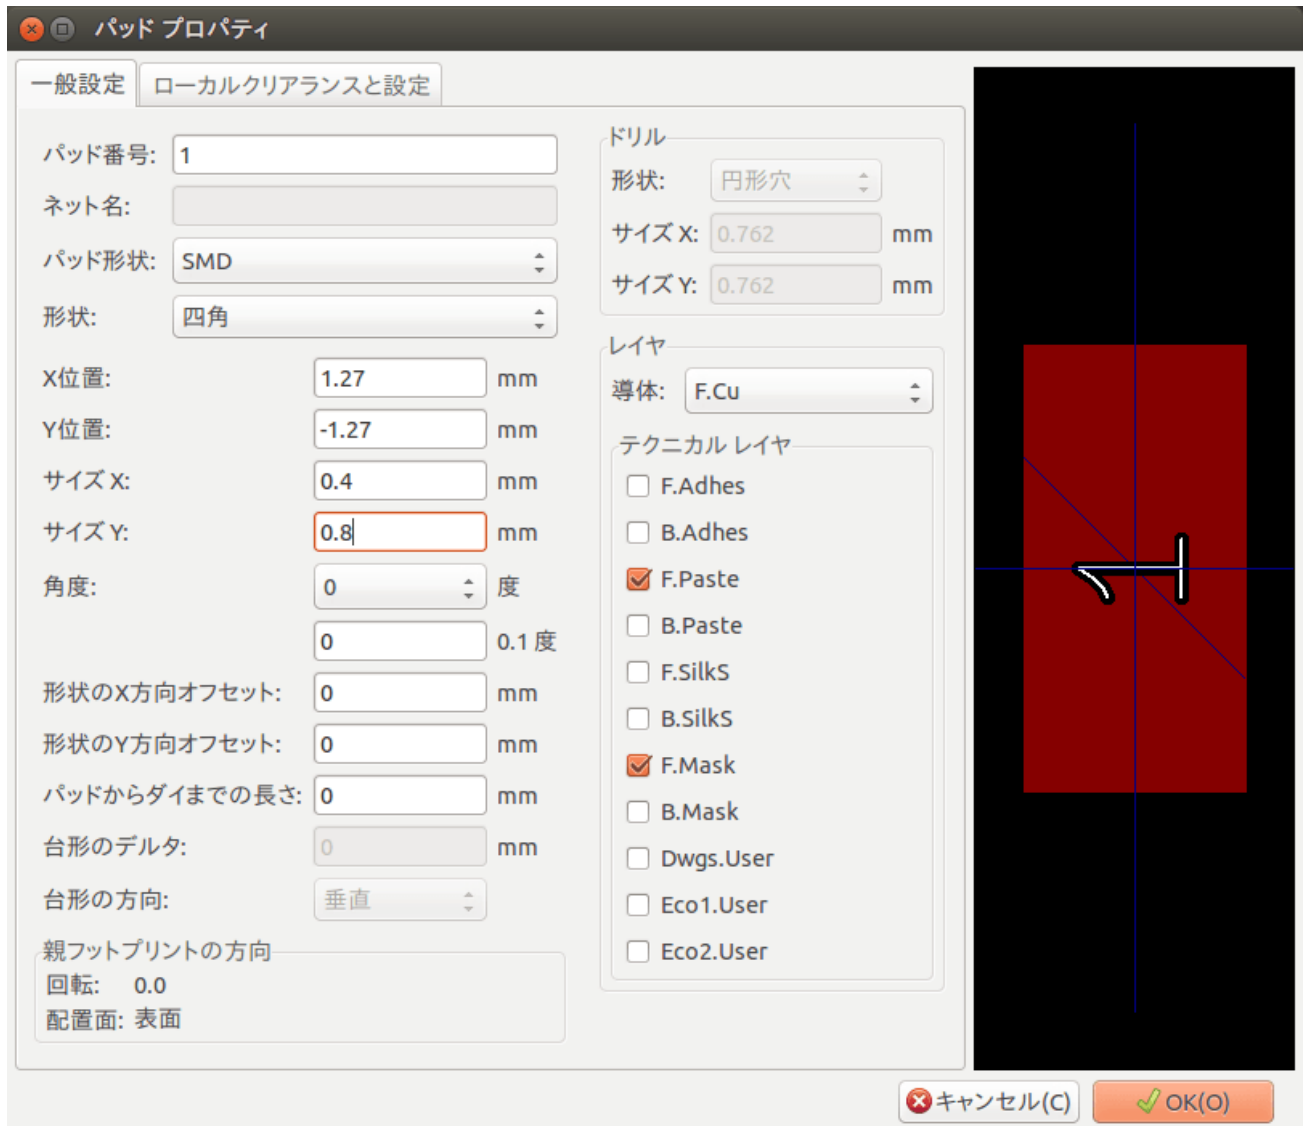 パッド プロパティ
一般設定
ローカルクリアランスと設定
パッド番号: 1
ネット名:
パッド形状: SMD
形状: 四角
X位置: 1.27 mm
Y位置: -1.27 mm
サイズ X: 0.4 mm
サイズ Y: 0.8 mm
角度: 0 度
0 0.1 度
形状のX方向オフセット: 0 mm
形状のY方向オフセット: 0 mm
パッドからダイまでの長さ: 0 mm
台形のデルタ: 0 mm
台形の方向: 垂直
親フットプリントの方向
回転: 0.0
配置面: 表面
ドリル
形状: 円形穴
サイズ X: 0.762 mm
サイズ Y: 0.762 mm
レイヤ
導体: F.Cu
テクニカル レイヤ
F.Adhes
B.Adhes
F.Paste
B.Paste
F.SilkS
B.SilkS
F.Mask
B.Mask
Dwgs.User
Eco1.User
Eco2.User
1
キャンセル(C)
OK(O)